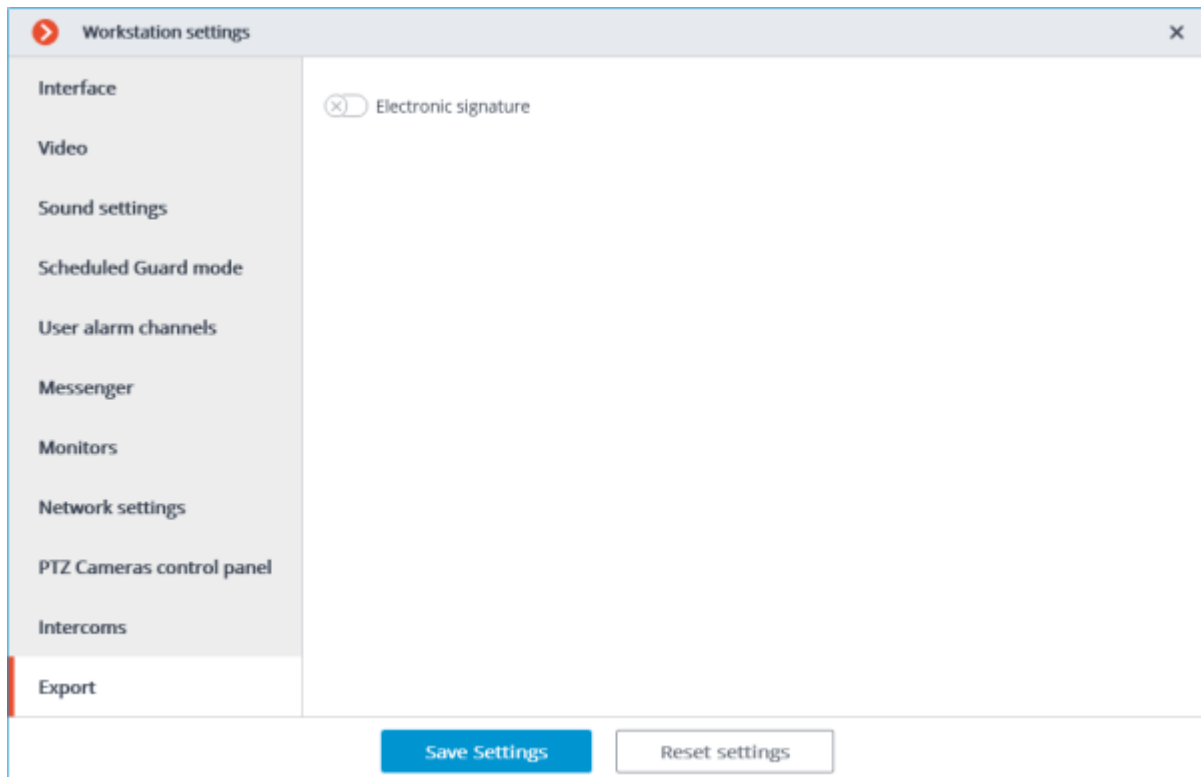 Workstation settings
Interface
Electronic signature
Video
Sound settings
Scheduled Guard mode
User alarm channels
Messenger
Monitors
Network settings
PTZ Cameras control panel
Intercoms
Export
Save Settings
Reset settings